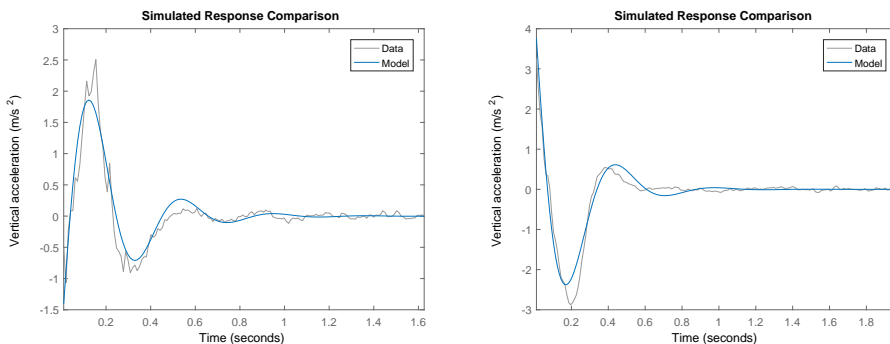 Simulated Response Comparison
3
2.5
2
1.5
1
0.5
0
-0.5
-1
-1.5
0.2 0.4 0.6 0.8 1 1.2 1.4 1.6
Time (seconds)
Vertical acceleration (m/s 2)
Data
Model
Simulated Response Comparison
4
3
2
1
0
-1
-2
-3
0.2 0.4 0.6 0.8 1 1.2 1.4 1.6 1.8
Time (seconds)
Vertical acceleration (m/s 2)
Data
Model